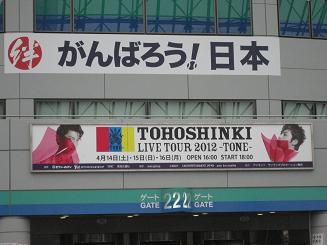 絆 がんばろう!日本
TOHOSHINKI
LIVE TOUR 2012 -TONE-
4月14日(土)・15日(日)・16日(月) OPEN 16:00 START 18:00
ゲート 222 ゲート
GATE GATE